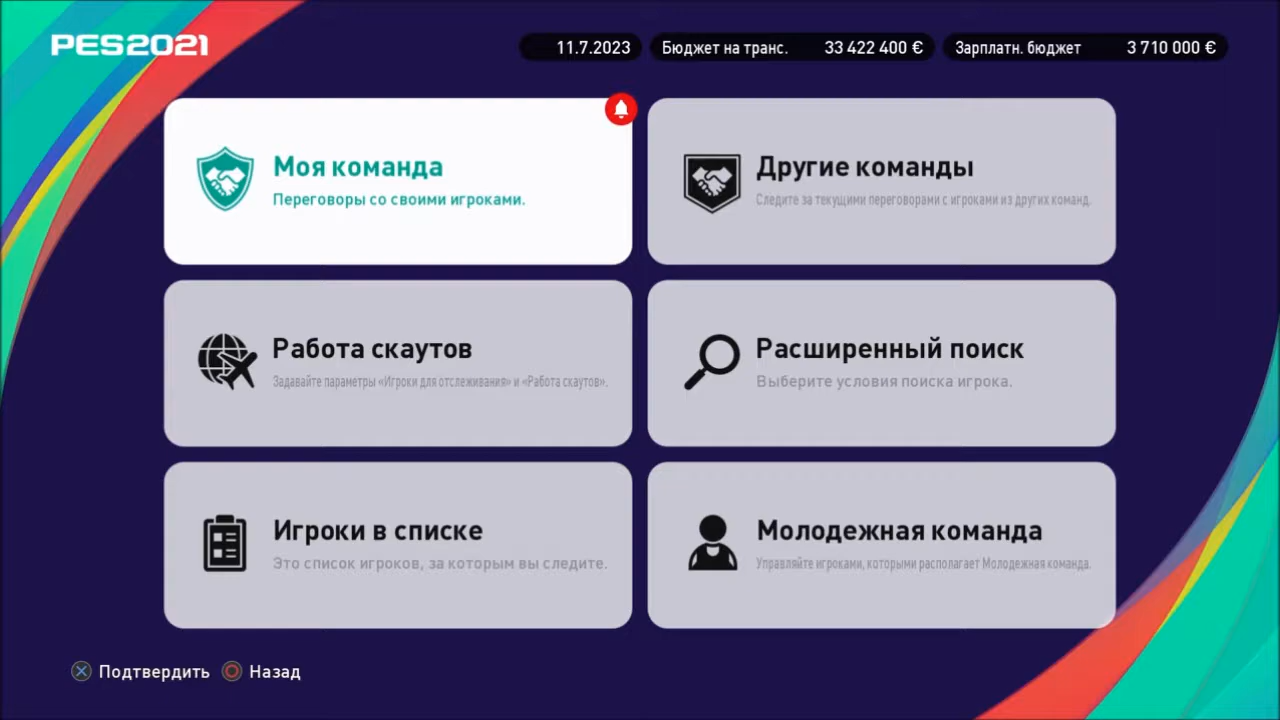 PES2021
11.7.2023 Бюджет на транс. 33 422 400 € Зарплатн. бюджет 3 710 000 €
Моя команда
Переговоры со своими игроками.
Другие команды
Следите за текущими переговорами с игроками из других команд.
Работа скаутов
Задавайте параметры «Игроки для отслеживания» и «Работа скаутов».
Расширенный поиск
Выберите условия поиска игрока.
Игроки в списке
Это список игроков, за которым вы следите.
Молодежная команда
Управляйте игроками, которыми располагает Молодежная команда.
Подтвердить Назад